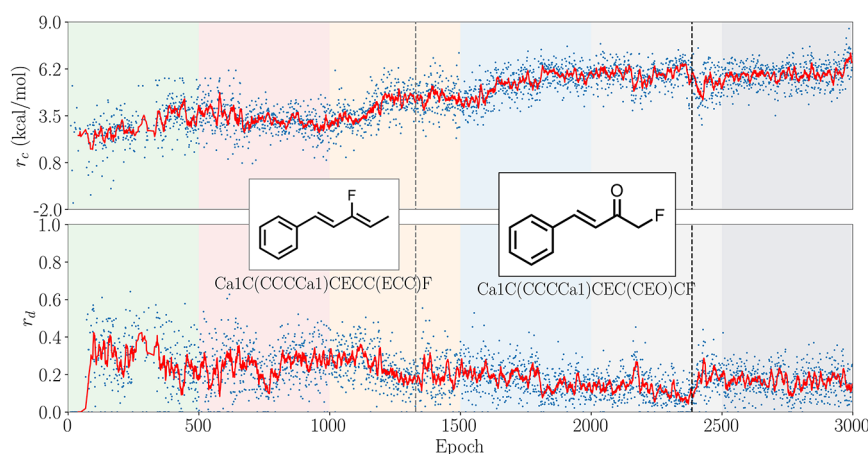 9.0
6.2
3.5
0.8
-2.0
r_c (kcal/mol)
F
O
F
Ca1C(CCCCa1)CECC(ECC)F
Ca1C(CCCCa1)CEC(CEO)CF
1.0
0.8
0.6
0.4
0.2
0.0
r_d
0 500 1000 1500 2000 2500 3000
Epoch